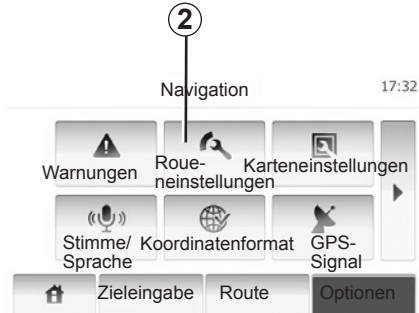 2
Navigation
17:32
Warnungen
Roue-
neinstellungen
Karteneinstellungen
Stimme/
Sprache
Koordinatenformat
GPS-
Signal
Zieleingabe
Route
Optionen